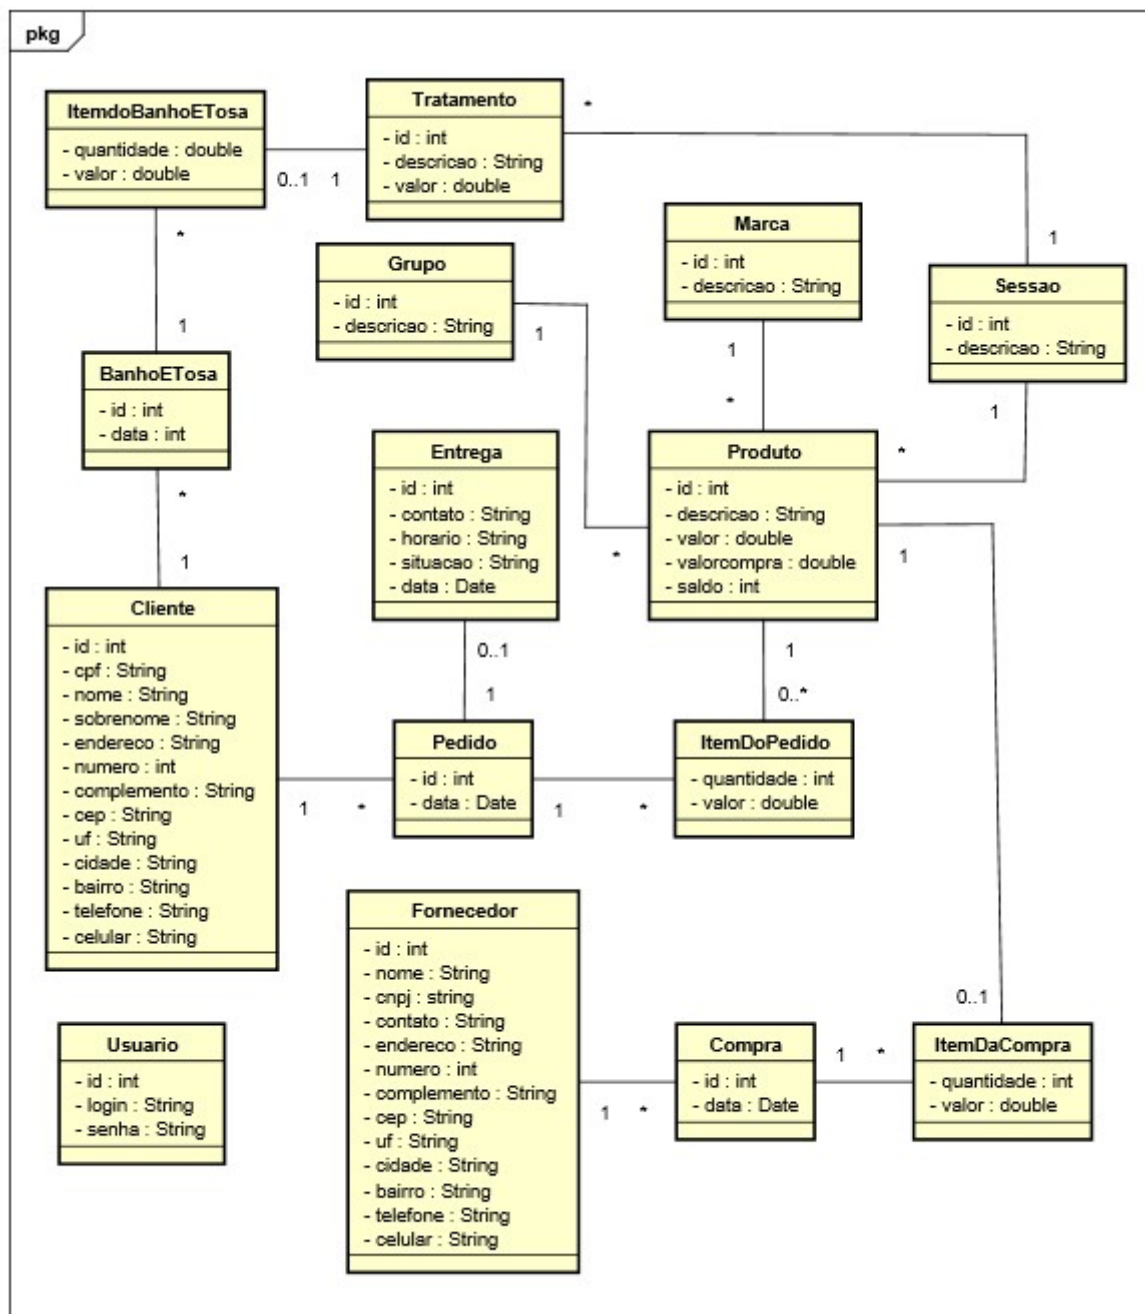 pkg
ItemdoBanhoETosa
- quantidade : double
- valor : double
0..1
1
Tratamento
- id : int
- descricao : String
- valor : double
*
1
*
1
Grupo
- id : int
- descricao : String
1
Marca
- id : int
- descricao : String
1
*
Sessao
- id : int
- descricao : String
1
*
BanhoETosa
- id : int
- data : int
*
1
Entrega
- id : int
- contato : String
- horario : String
- situacao : String
- data : Date
0..1
1
*
Produto
- id : int
- descricao : String
- valor : double
- valorcompra : double
- saldo : int
1
1
0..*
Cliente
- id : int
- cpf : String
- nome : String
- sobrenome : String
- endereco : String
- numero : int
- complemento : String
- cep : String
- uf : String
- cidade : String
- bairro : String
- telefone : String
- celular : String
1
*
Pedido
- id : int
- data : Date
1
*
ItemDoPedido
- quantidade : int
- valor : double
Fornecedor
- id : int
- nome : String
- cnpj : string
- contato : String
- endereco : String
- numero : int
- complemento : String
- cep : String
- uf : String
- cidade : String
- bairro : String
- telefone : String
- celular : String
1
*
0..1
Usuario
- id : int
- login : String
- senha : String
Compra
- id : int
- data : Date
1
*
ItemDaCompra
- quantidade : int
- valor : double